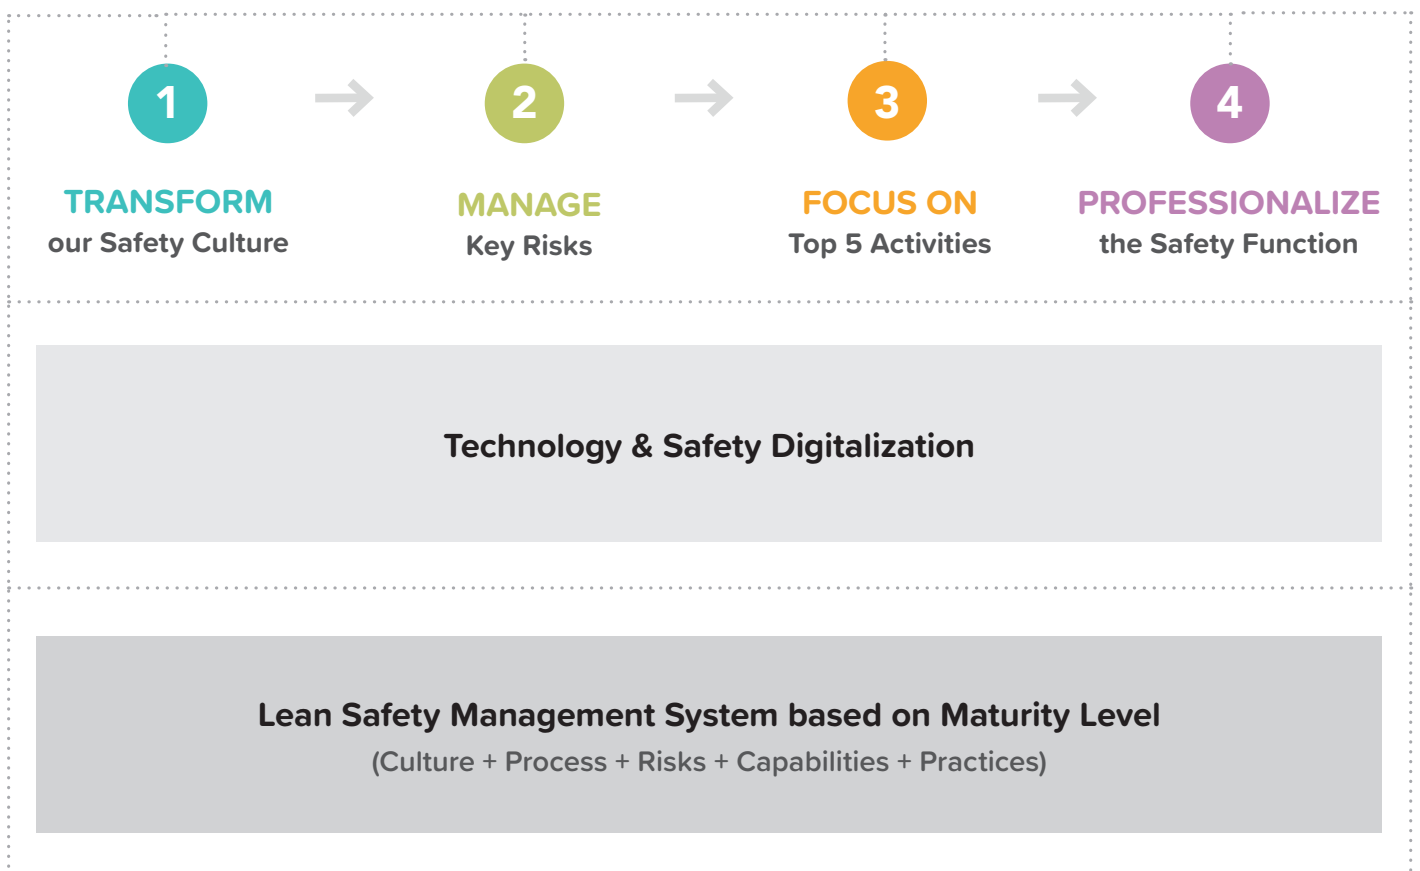 1
2
3
4
TRANSFORM
our Safety Culture
MANAGE
Key Risks
FOCUS ON
Top 5 Activities
PROFESSIONALIZE
the Safety Function
Technology & Safety Digitalization
Lean Safety Management System based on Maturity Level
(Culture + Process + Risks + Capabilities + Practices)